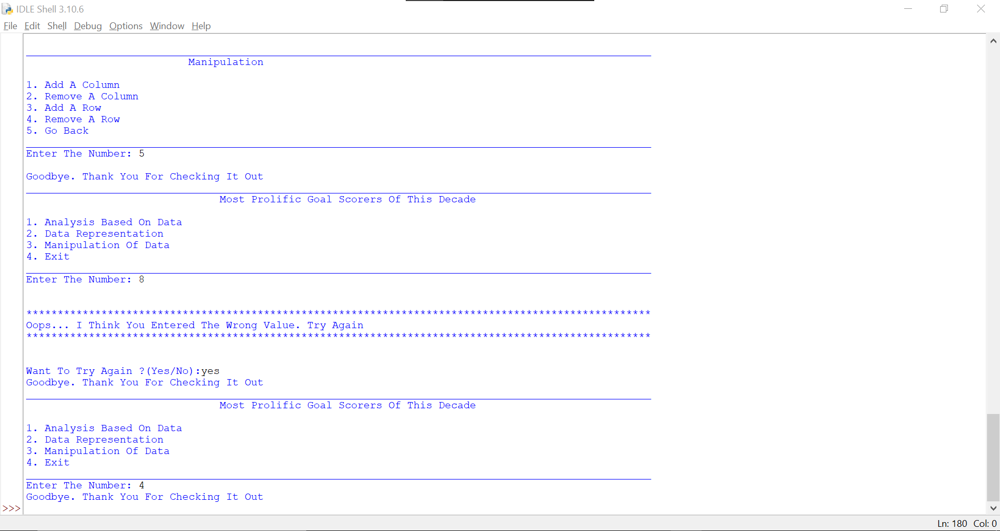 IDLE Shell 3.10.6
File Edit Shell Debug Options Window Help
Manipulation
1. Add A Column
2. Remove A Column
3. Add A Row
4. Remove A Row
5. Go Back
Enter The Number: 5
Goodbye. Thank You For Checking It Out
Most Prolific Goal Scorers Of This Decade
1. Analysis Based On Data
2. Data Representation
3. Manipulation Of Data
4. Exit
Enter The Number: 8
****************************************************************************************************
Oops... I Think You Entered The Wrong Value. Try Again
****************************************************************************************************
Want To Try Again ?(Yes/No):yes
Goodbye. Thank You For Checking It Out
Most Prolific Goal Scorers Of This Decade
1. Analysis Based On Data
2. Data Representation
3. Manipulation Of Data
4. Exit
Enter The Number: 4
Goodbye. Thank You For Checking It Out
>>>
Ln: 180 Col: 0